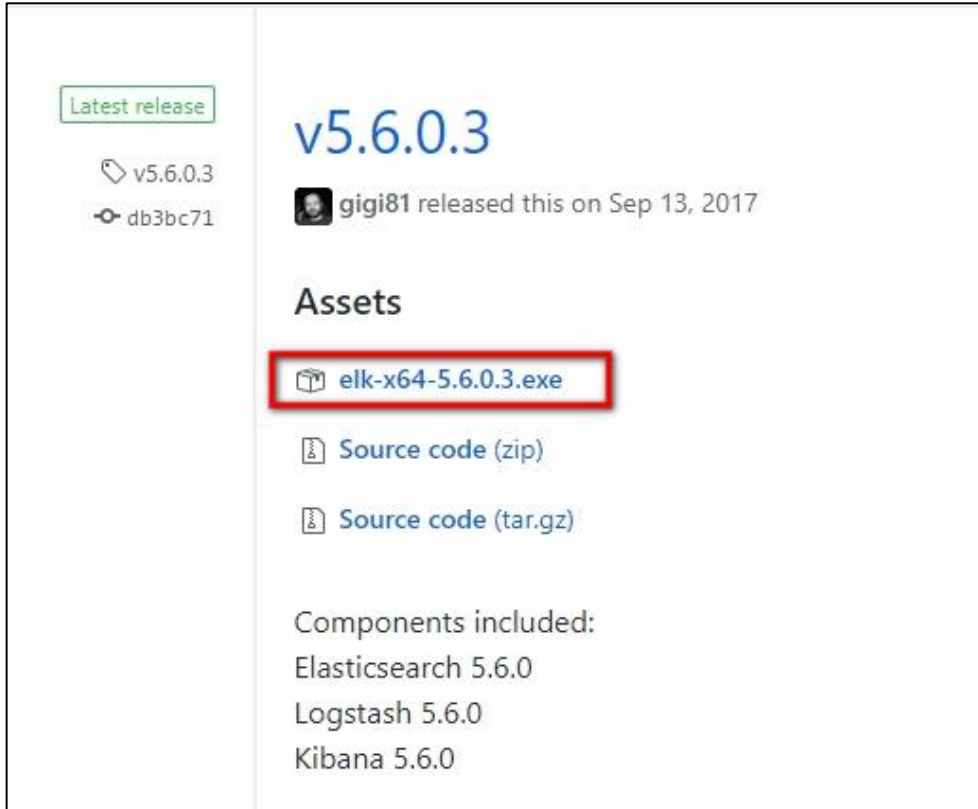 Latest release
v5.6.0.3
db3bc71
v5.6.0.3
gigi81 released this on Sep 13, 2017
Assets
elk-x64-5.6.0.3.exe
Source code (zip)
Source code (tar.gz)
Components included:
Elasticsearch 5.6.0
Logstash 5.6.0
Kibana 5.6.0